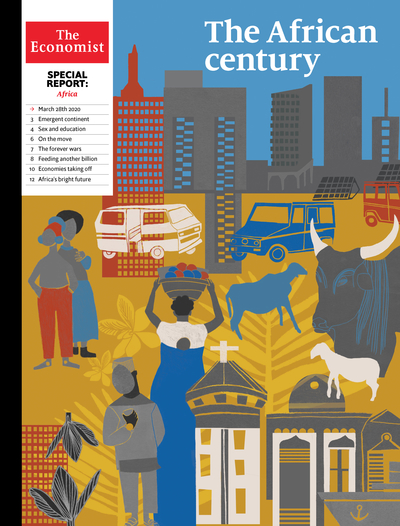 The
Economist
SPECIAL
REPORT:
Africa
→ March 28th 2020
3 Emergent continent
4 Sex and education
6 On the move
7 The forever wars
8 Feeding another billion
10 Economies taking off
12 Africa's bright future
The African
century